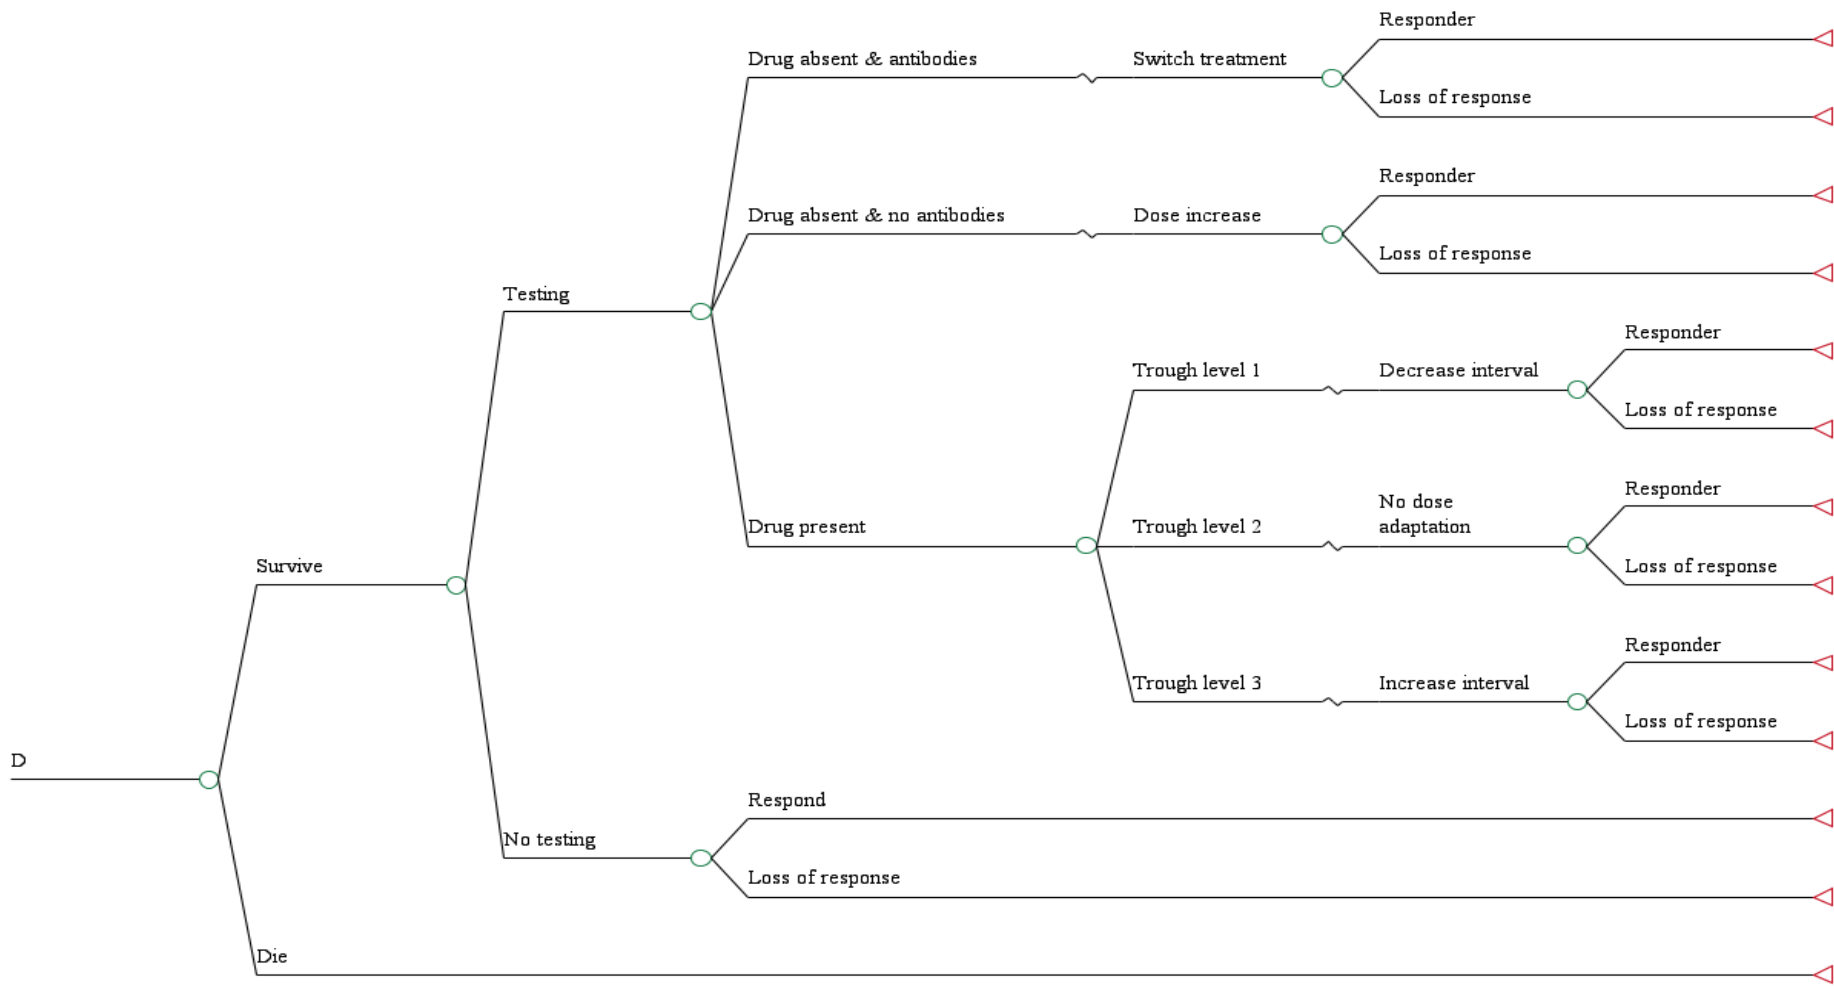 Responder
Drug absent & antibodies
Switch treatment
Loss of response
Responder
Drug absent & no antibodies
Dose increase
Loss of response
Testing
Responder
Trough level 1
Decrease interval
Loss of response
Responder
No dose
adaptation
Drug present
Trough level 2
Survive
Loss of response
Responder
Trough level 3
Increase interval
Loss of response
D
Respond
No testing
Loss of response
Die